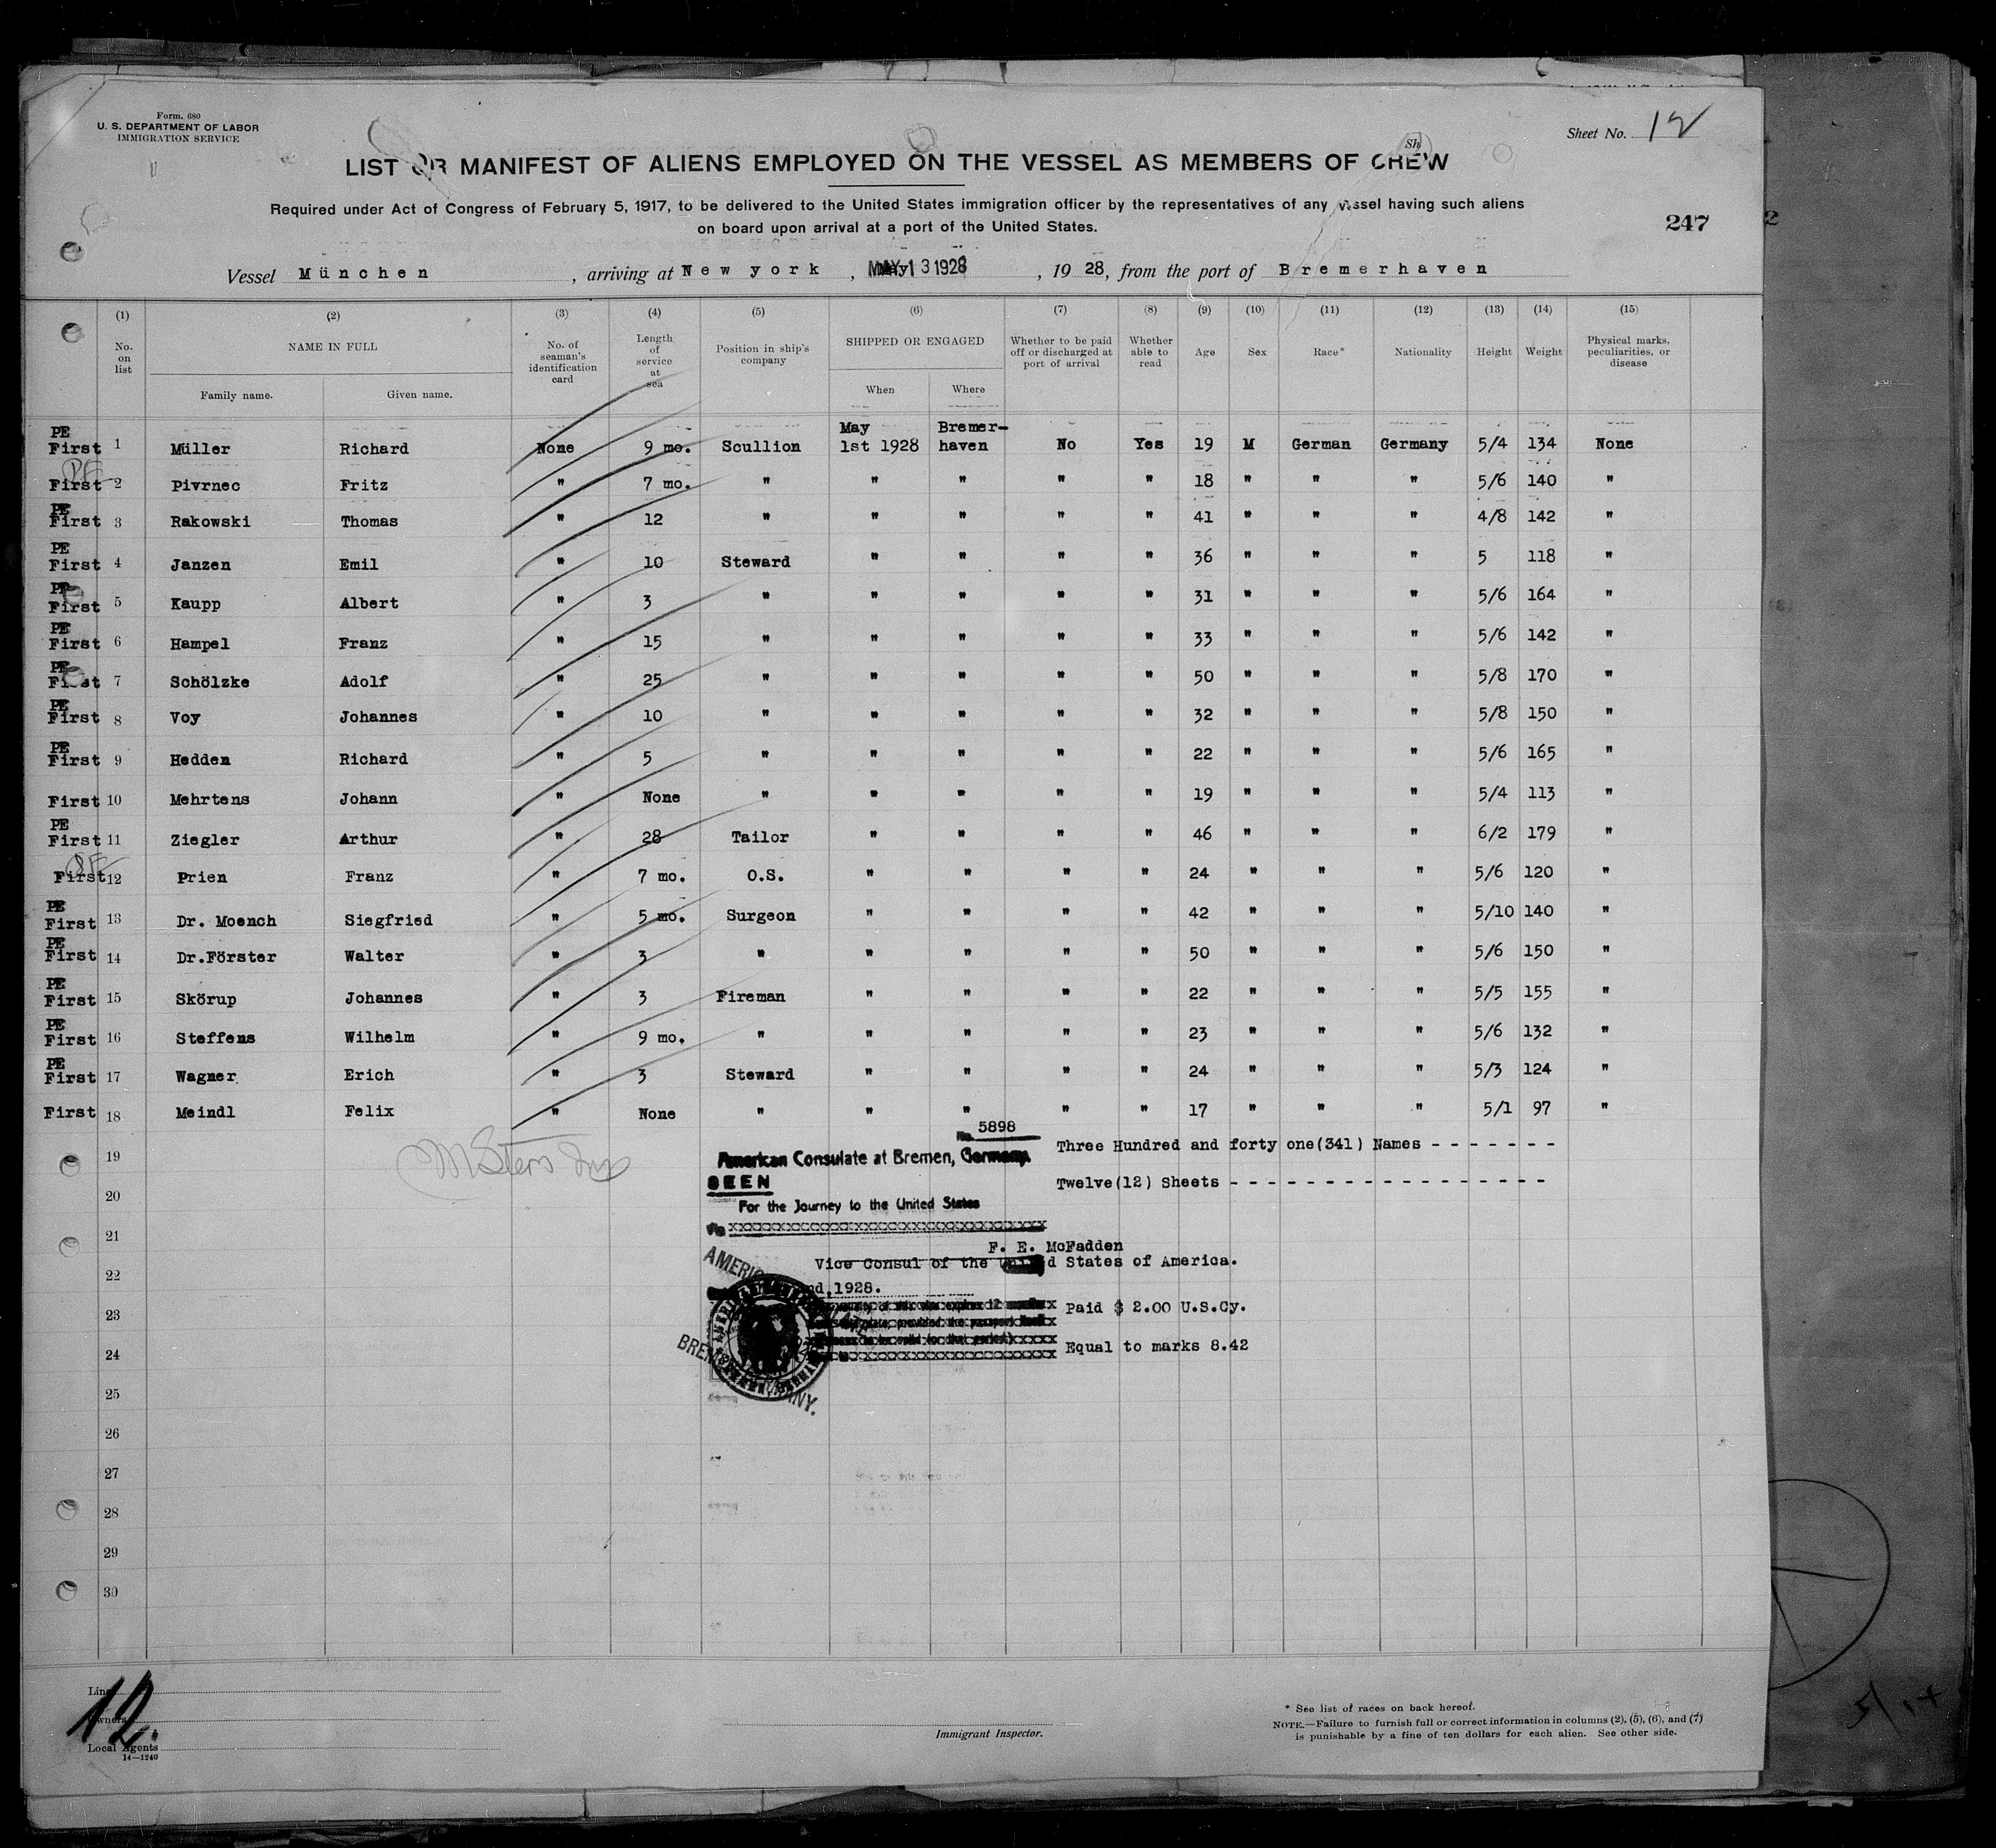 Form. 680
U. S. DEPARTMENT OF LABOR
IMMIGRATION SERVICE
Sheet No. 12
Sh
LIST OR MANIFEST OF ALIENS EMPLOYED ON THE VESSEL AS MEMBERS OF CREW
Required under Act of Congress of February 5, 1917, to be delivered to the United States immigration officer by the representatives of any vessel having such aliens
on board upon arrival at a port of the United States.
247
Vessel München, arriving at New york, MAY 13 1928, 1928, from the port of Bremerhaven
(1) (2) (3) (4) (5) (6) (7) (8) (9) (10) (11) (12) (13) (14) (15)
No. on list NAME IN FULL Family name. Given name. No. of seaman's identification card Length of service at sea Position in ship's company SHIPPED OR ENGAGED When Where Whether to be paid off or discharged at port of arrival Whether able to read Age Sex Race* Nationality Height Weight Physical marks, peculiarities, or disease
PE First 1 Müller Richard None 9 mo. Scullion May 1st 1928 Bremer-haven No Yes 19 M German Germany 5/4 134 None
PE First 2 Pivrnec Fritz " 7 mo. " " " " " 18 " " " 5/6 140 "
PE First 3 Rakowski Thomas " 12 " " " " " 41 " " " 4/8 142 "
PE First 4 Janzen Emil " 10 Steward " " " " 36 " " " 5 118 "
PE First 5 Kaupp Albert " 3 " " " " " 31 " " " 5/6 164 "
PE First 6 Hampel Franz " 15 " " " " " 33 " " " 5/6 142 "
PE First 7 Schölzke Adolf " 25 " " " " " 50 " " " 5/8 170 "
PE First 8 Voy Johannes " 10 " " " " " 32 " " " 5/8 150 "
PE First 9 Hedden Richard " 5 " " " " " 22 " " " 5/6 165 "
First 10 Mehrtens Johann " None " " " " " 19 " " " 5/4 113 "
PE First 11 Ziegler Arthur " 28 Tailor " " " " 46 " " " 6/2 179 "
PE First 12 Prien Franz " 7 mo. O.S. " " " " 24 " " " 5/6 120 "
PE First 13 Dr. Moench Siegfried " 5 mo. Surgeon " " " " 42 " " " 5/10 140 "
PE First 14 Dr.Förster Walter " 3 " " " " " 50 " " " 5/6 150 "
PE First 15 Skörup Johannes " 3 Fireman " " " " 22 " " " 5/5 155 "
PE First 16 Steffens Wilhelm " 9 mo. " " " " " 23 " " " 5/6 132 "
PE First 17 Wagner Erich " 3 Steward " " " " 24 " " " 5/3 124 "
First 18 Meindl Felix " None " " " " " 17 " " " 5/1 97 "
19
20
21
22
23
24
25
26
27
28
29
30
No. 5898
American Consulate at Bremen, Germany.
SEEN
For the Journey to the United States
Three Hundred and forty one(341) Names - - - - - - -
Twelve(12) Sheets - - - - - - - - - - - - - - - - -
F. E. McFadden
Vice Consul of the United States of America.
nd,1928.
Paid $ 2.00 U.S.Cy.
Equal to marks 8.42
12.
Line
Owners
Local Agents
14—1240
Immigrant Inspector.
* See list of races on back hereof.
NOTE.—Failure to furnish full or correct information in columns (2), (5), (6), and (7)
is punishable by a fine of ten dollars for each alien. See other side.